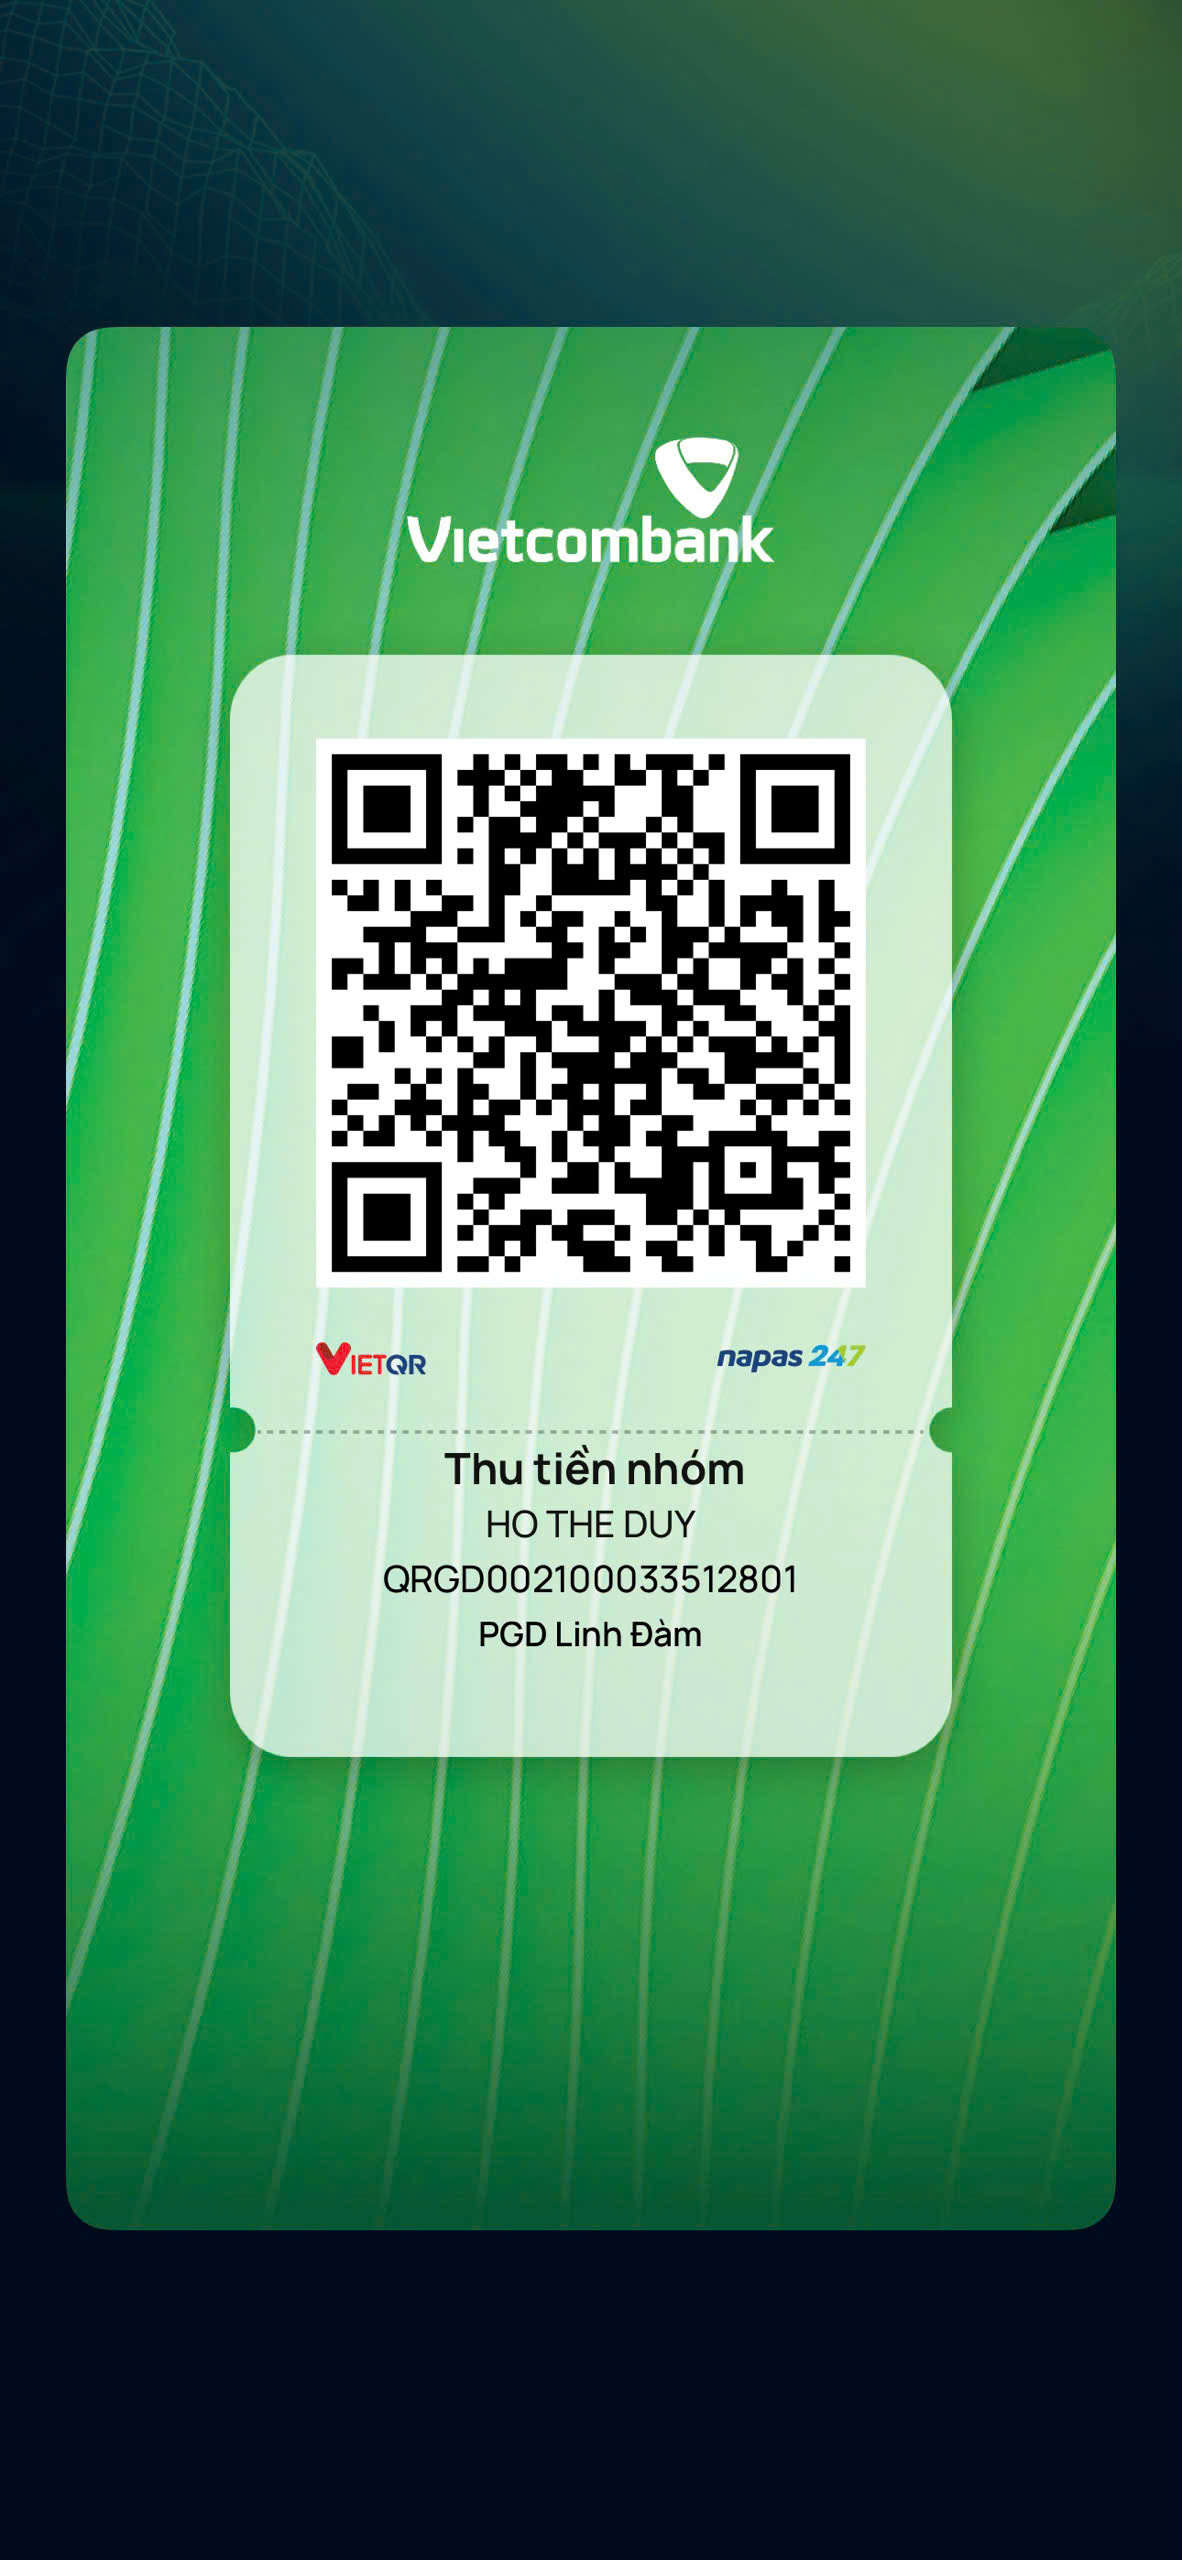 Vietcombank
VIETQR
napas 247
Thu tiền nhóm
HO THE DUY
QRGD002100033512801
PGD Linh Đàm